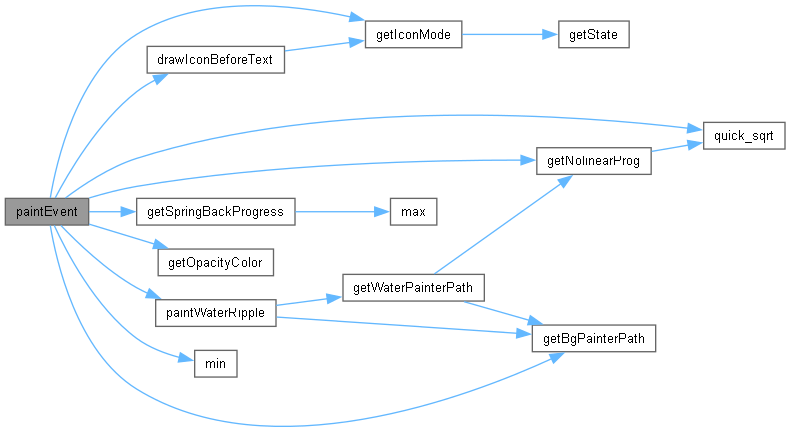 getIconMode
getState
drawIconBeforeText
quick_sqrt
getNolinearProg
paintEvent
getSpringBackProgress
max
getOpacityColor
getWaterPainterPath
paintWaterRipple
getBgPainterPath
min